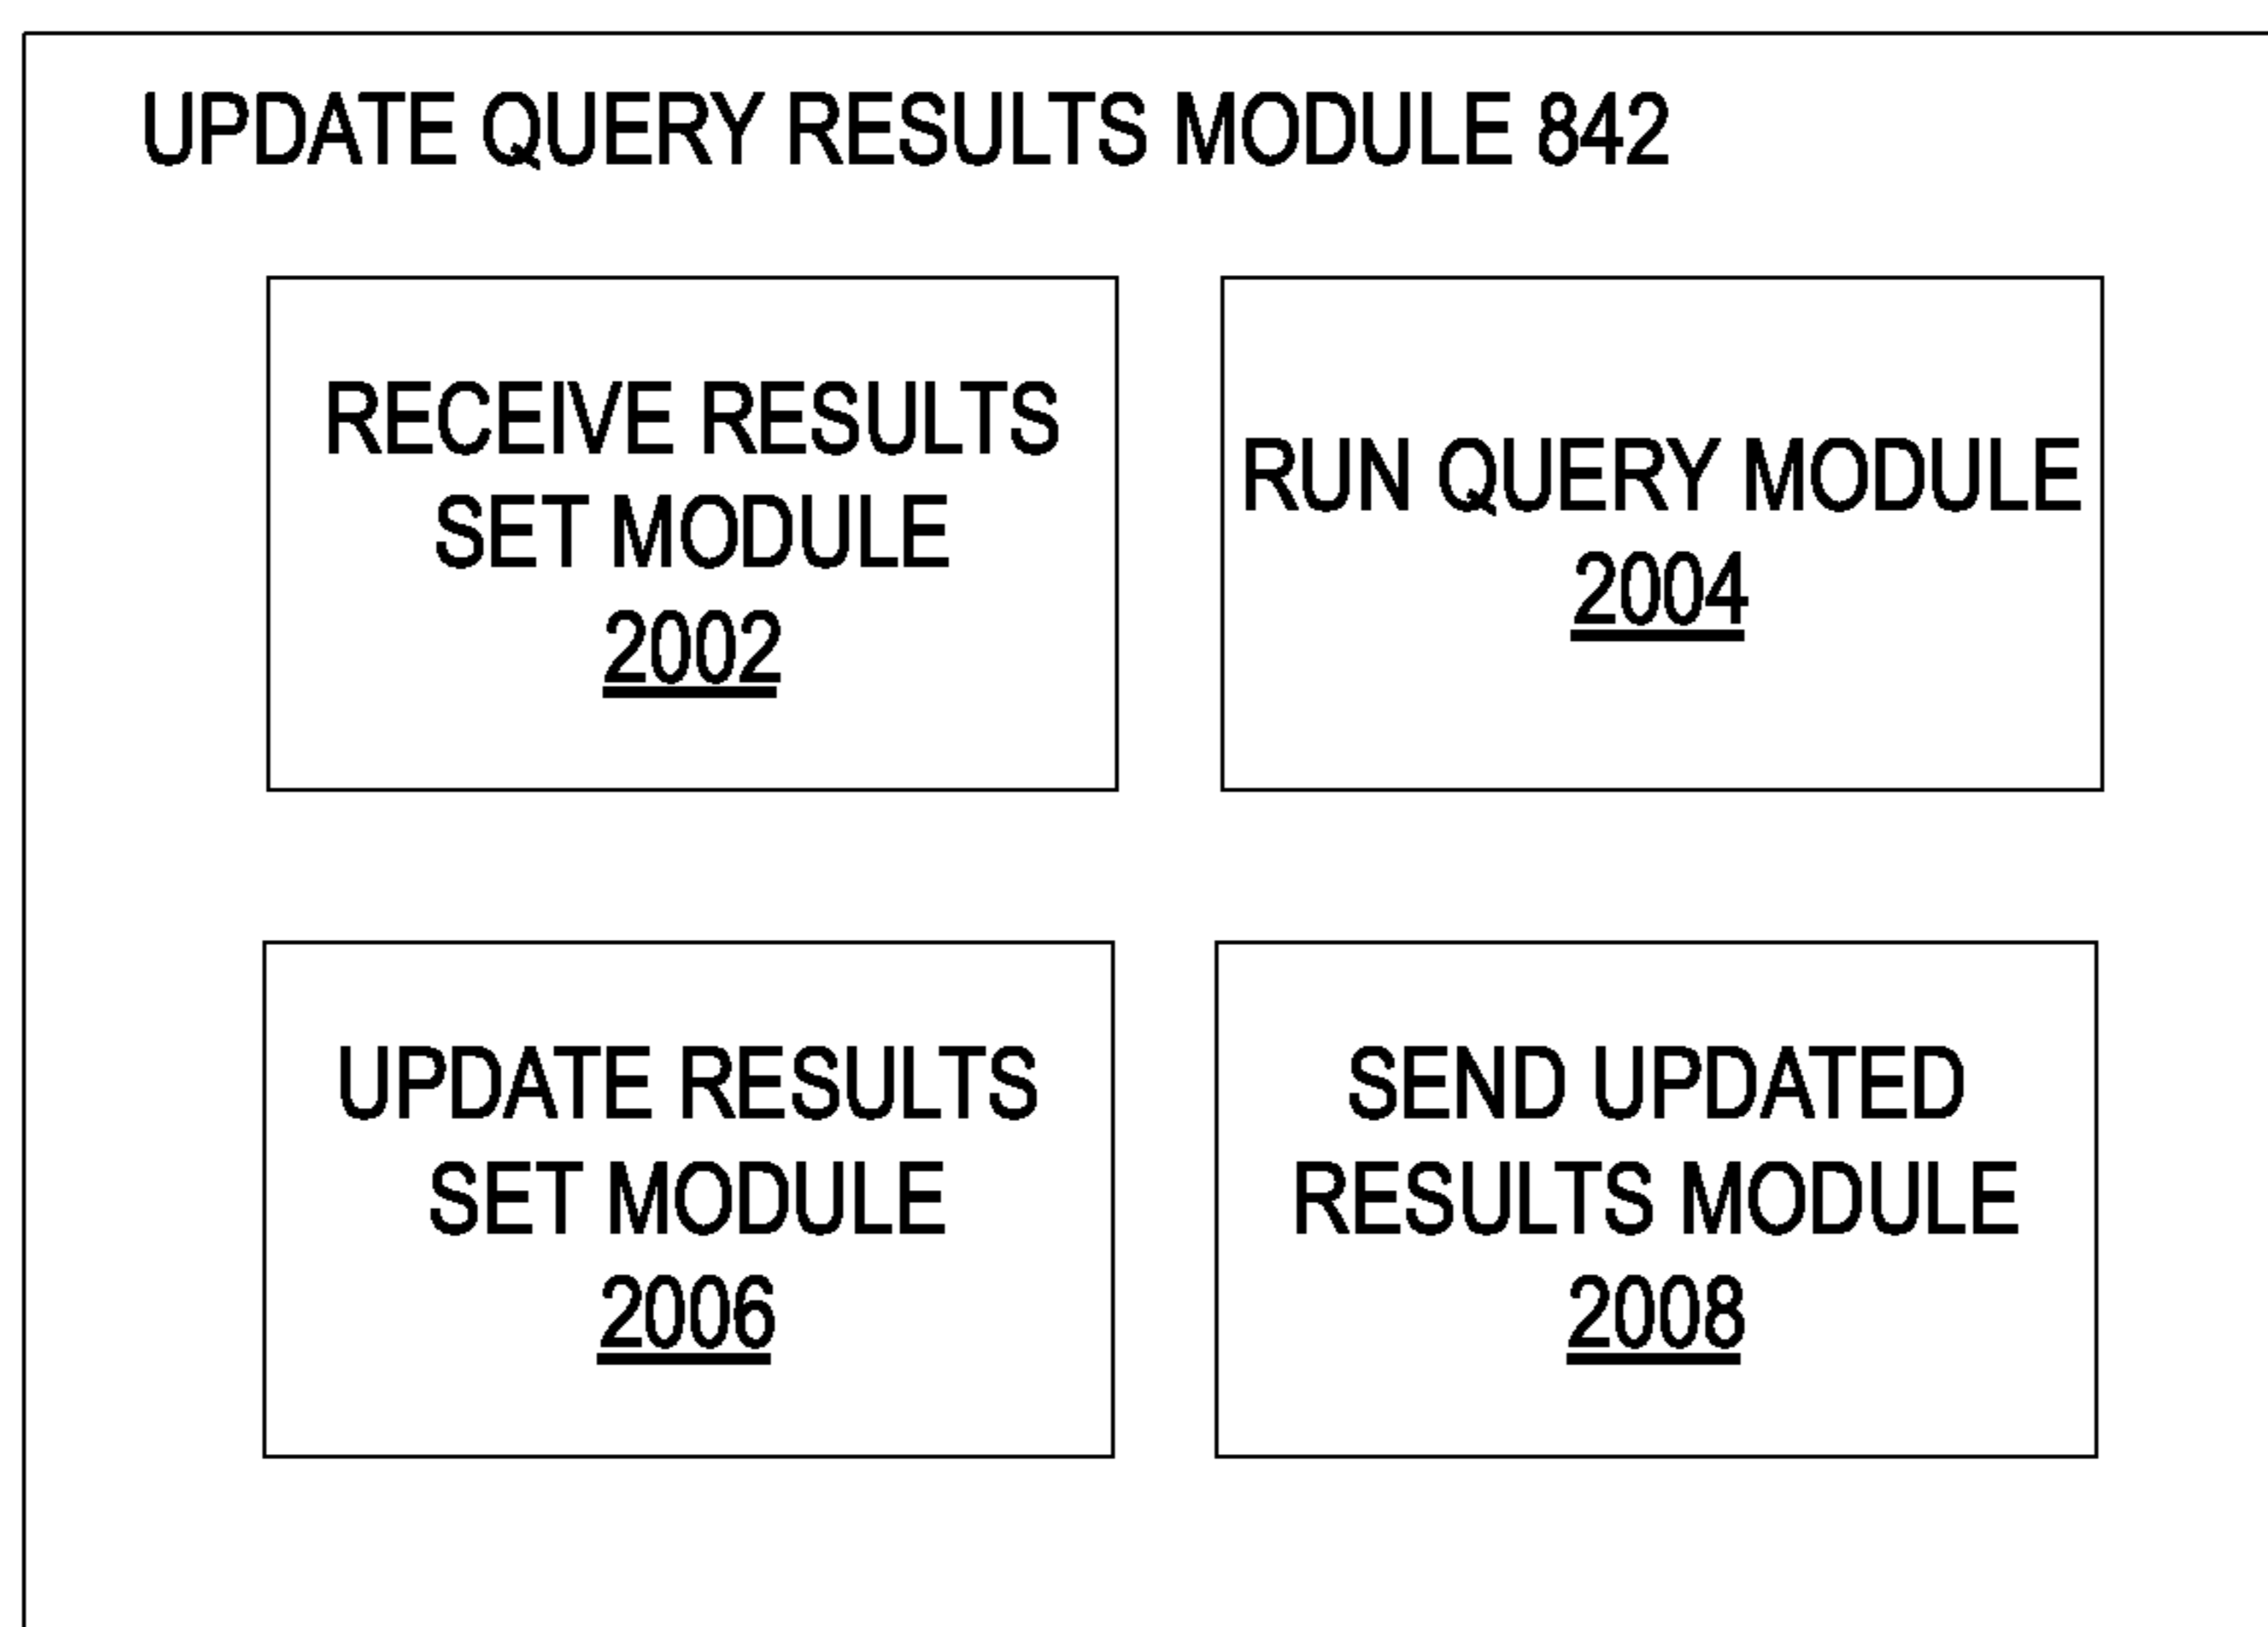 UPDATE QUERY RESULTS MODULE 842
RECEIVE RESULTS
SET MODULE
2002
RUN QUERY MODULE
2004
UPDATE RESULTS
SET MODULE
2006
SEND UPDATED
RESULTS MODULE
2008